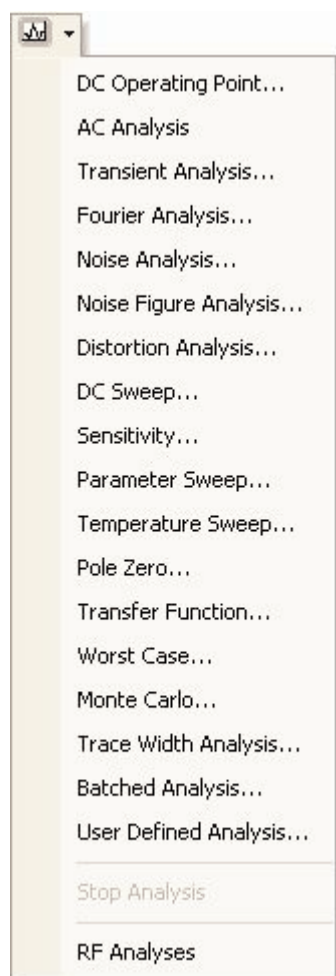 DC Operating Point...
AC Analysis
Transient Analysis...
Fourier Analysis...
Noise Analysis...
Noise Figure Analysis...
Distortion Analysis...
DC Sweep...
Sensitivity...
Parameter Sweep...
Temperature Sweep...
Pole Zero...
Transfer Function...
Worst Case...
Monte Carlo...
Trace Width Analysis...
Batched Analysis...
User Defined Analysis...
Stop Analysis
RF Analyses